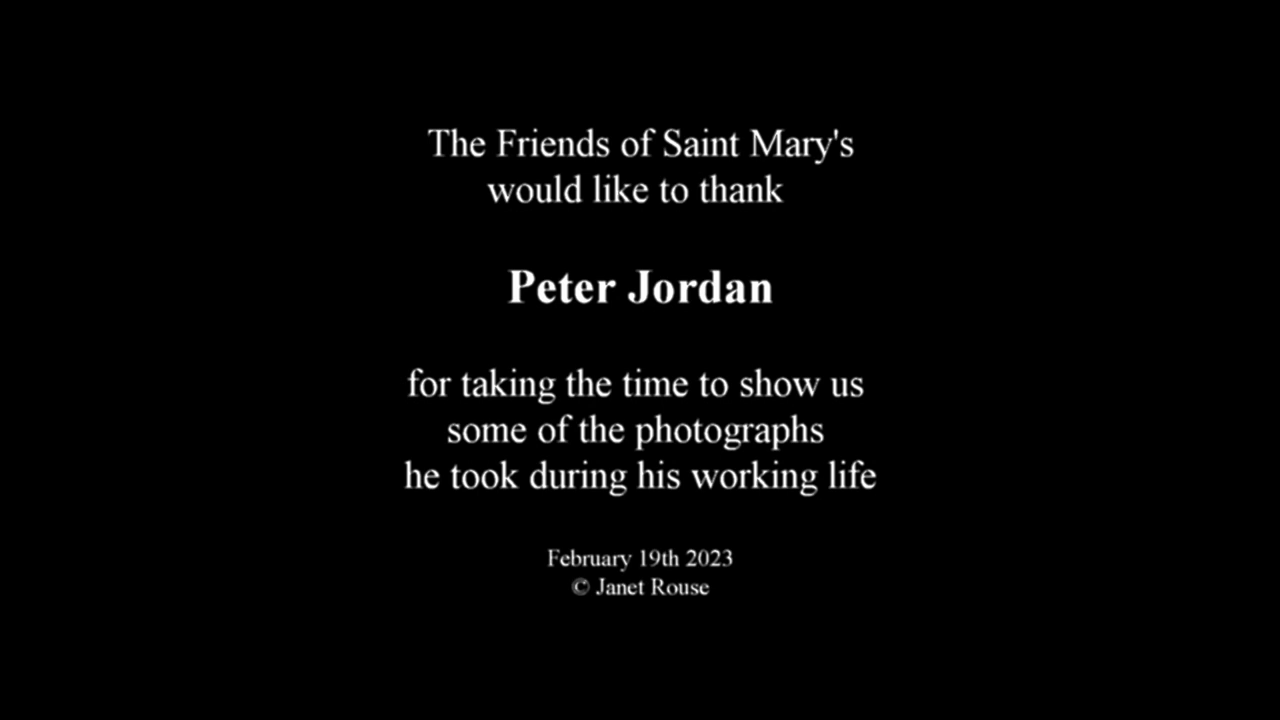 The Friends of Saint Mary's
would like to thank
Peter Jordan
for taking the time to show us
some of the photographs
he took during his working life
February 19th 2023
© Janet Rouse